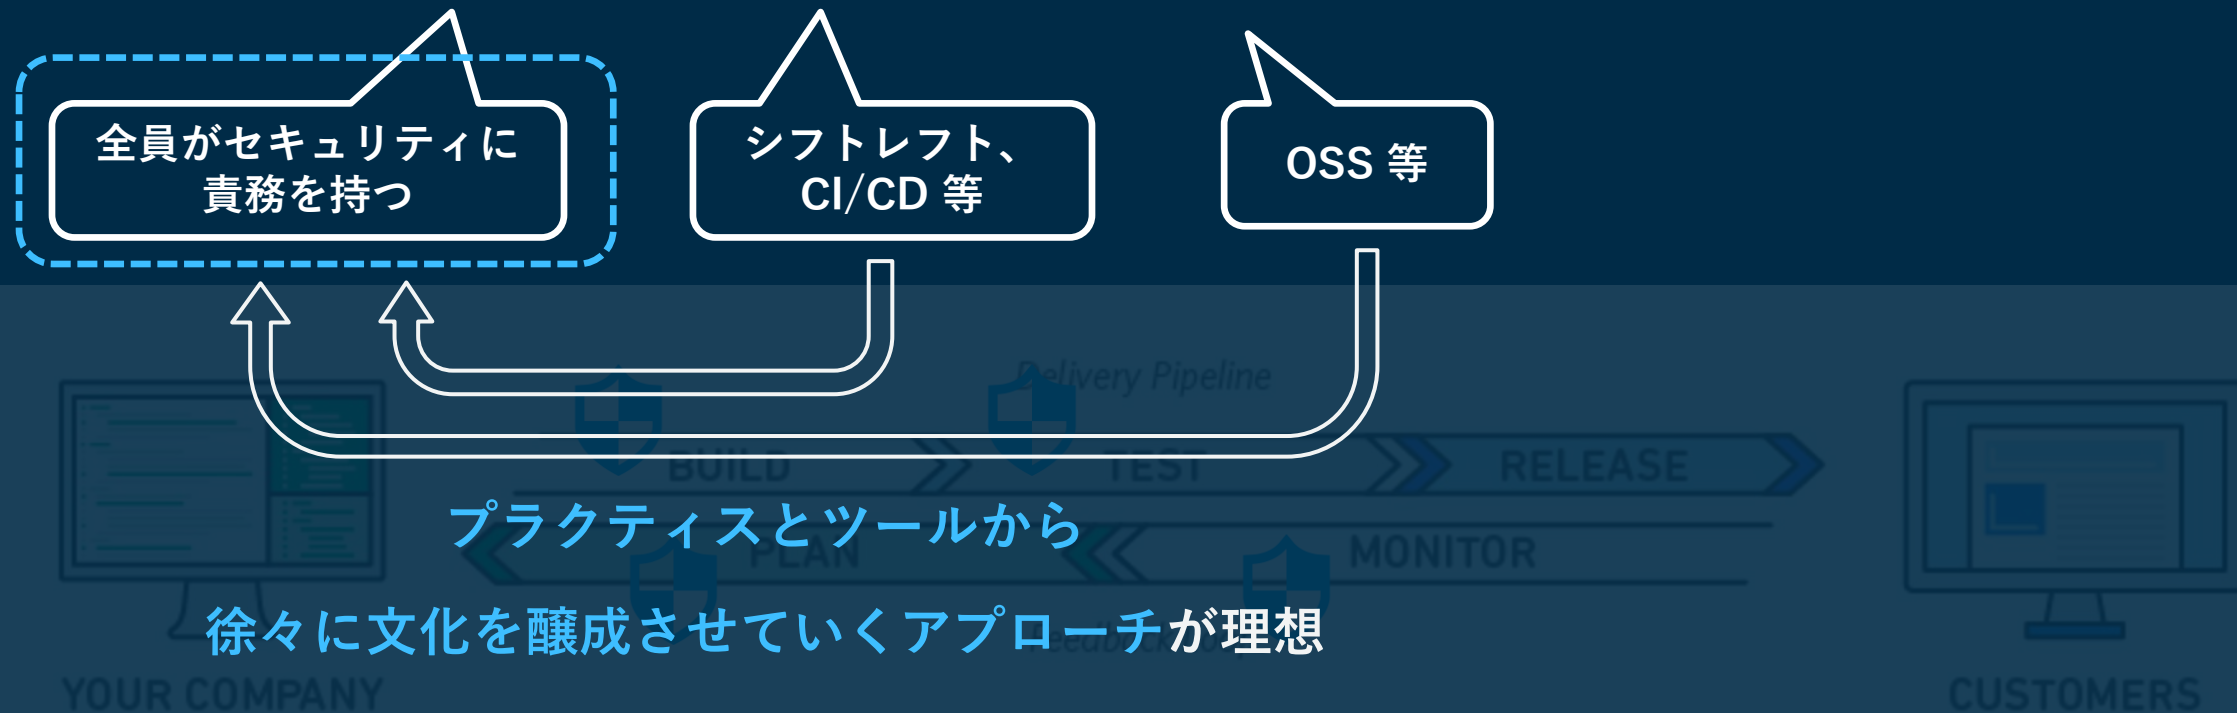 全員がセキュリティに
責務を持つ
シフトレフト、
CI/CD 等
OSS 等
Delivery Pipeline
BUILD
TEST
RELEASE
プラクティスとツールから
PLAN
MONITOR
徐々に文化を醸成させていくアプローチが理想
YOUR COMPANY
CUSTOMERS